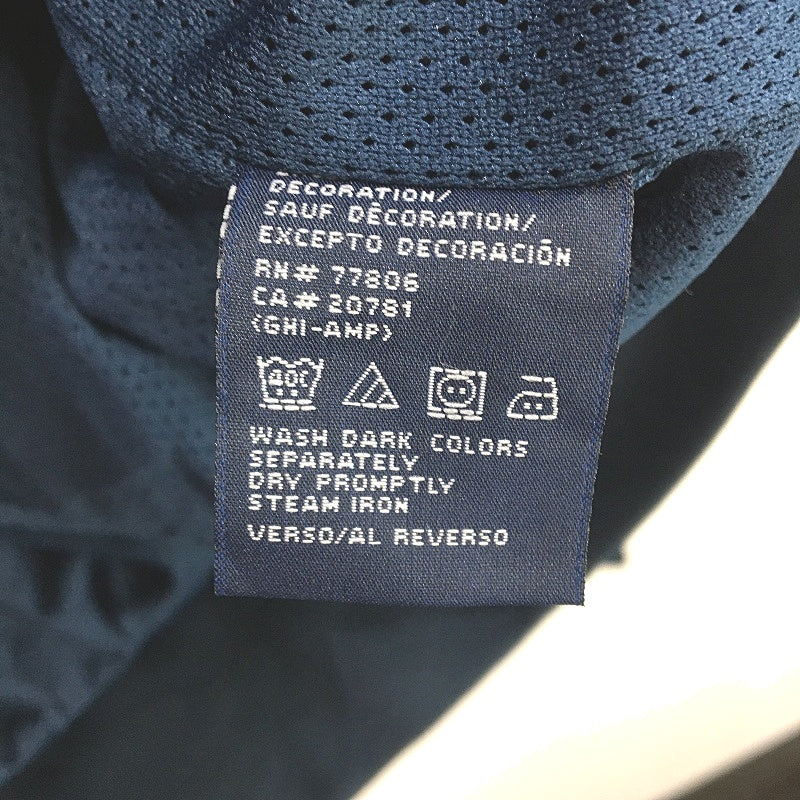 DECORATION/
SAUF DÉCORATION/
EXCEPTO DECORACIÓN
RN# 77806
CA# 20781
(GHI-AMP)
40C
WASH DARK COLORS
SEPARATELY
DRY PROMPTLY
STEAM IRON
VERSO/AL REVERSO